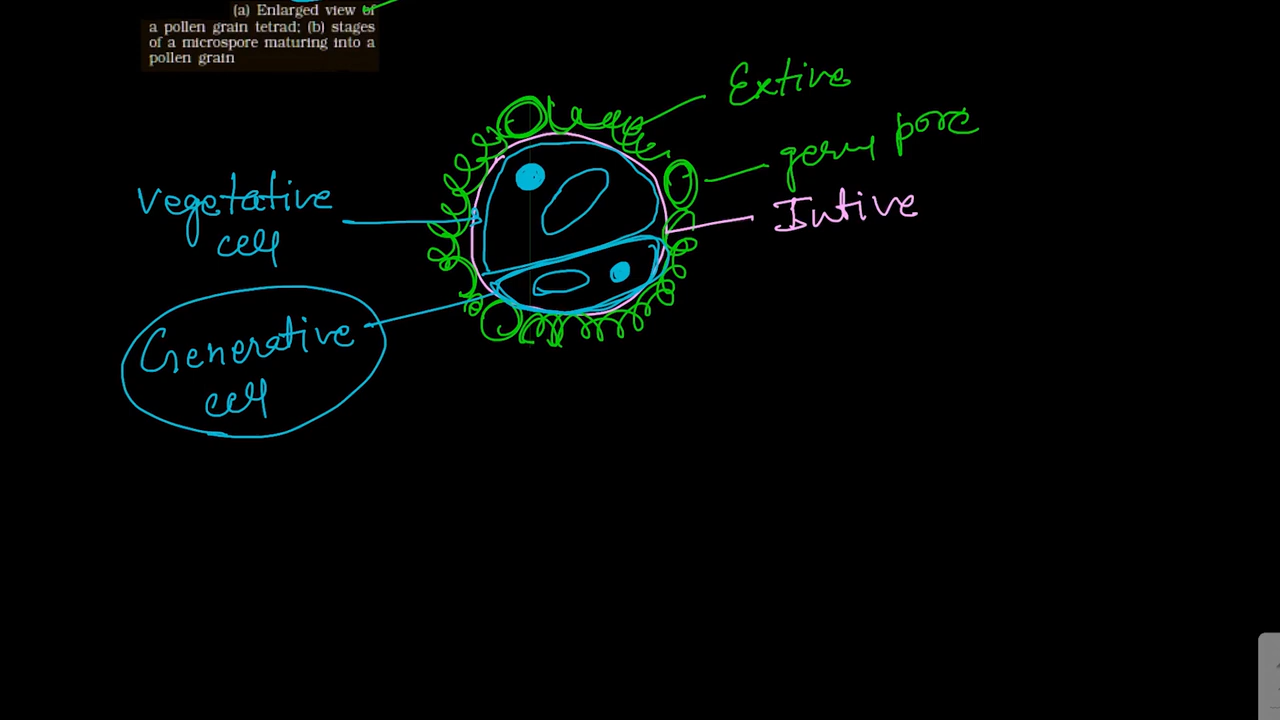 (a) Enlarged view of
a pollen grain tetrad; (b) stages
of a microspore maturing into a
pollen grain
Extive
germ pore
Intive
vegetative
cell
Generative
cell